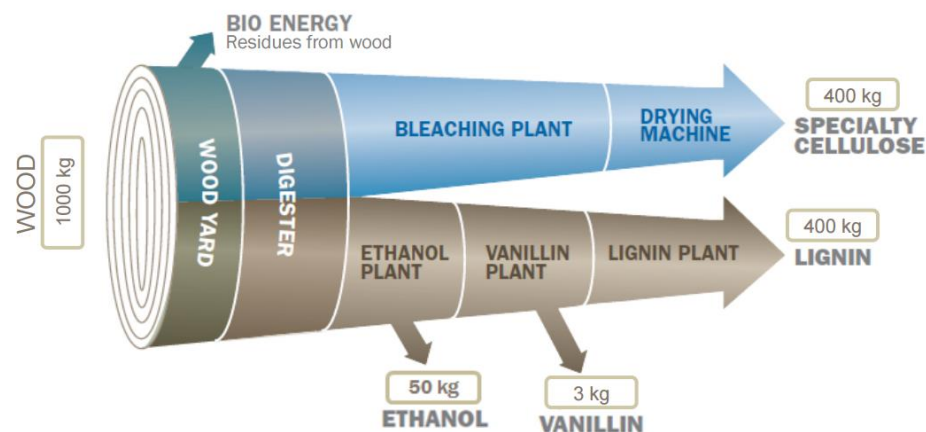 BIO ENERGY
Residues from wood
WOOD
1000 kg
WOOD YARD
DIGESTER
BLEACHING PLANT
DRYING
MACHINE
400 kg
SPECIALTY
CELLULOSE
ETHANOL
PLANT
VANILLIN
PLANT
LIGNIN PLANT
400 kg
LIGNIN
50 kg
ETHANOL
3 kg
VANILLIN